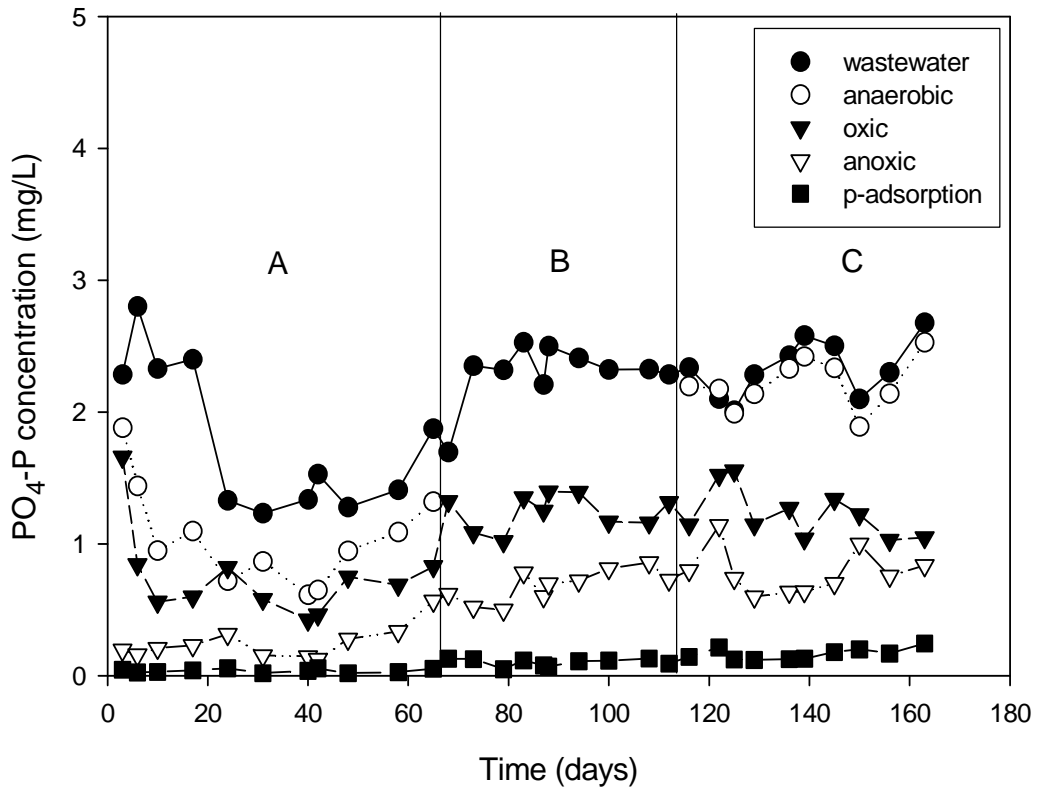 5
4
3
2
1
0
PO4-P concentration (mg/L)
wastewater
anaerobic
oxic
anoxic
p-adsorption
A
B
C
0 20 40 60 80 100 120 140 160 180
Time (days)